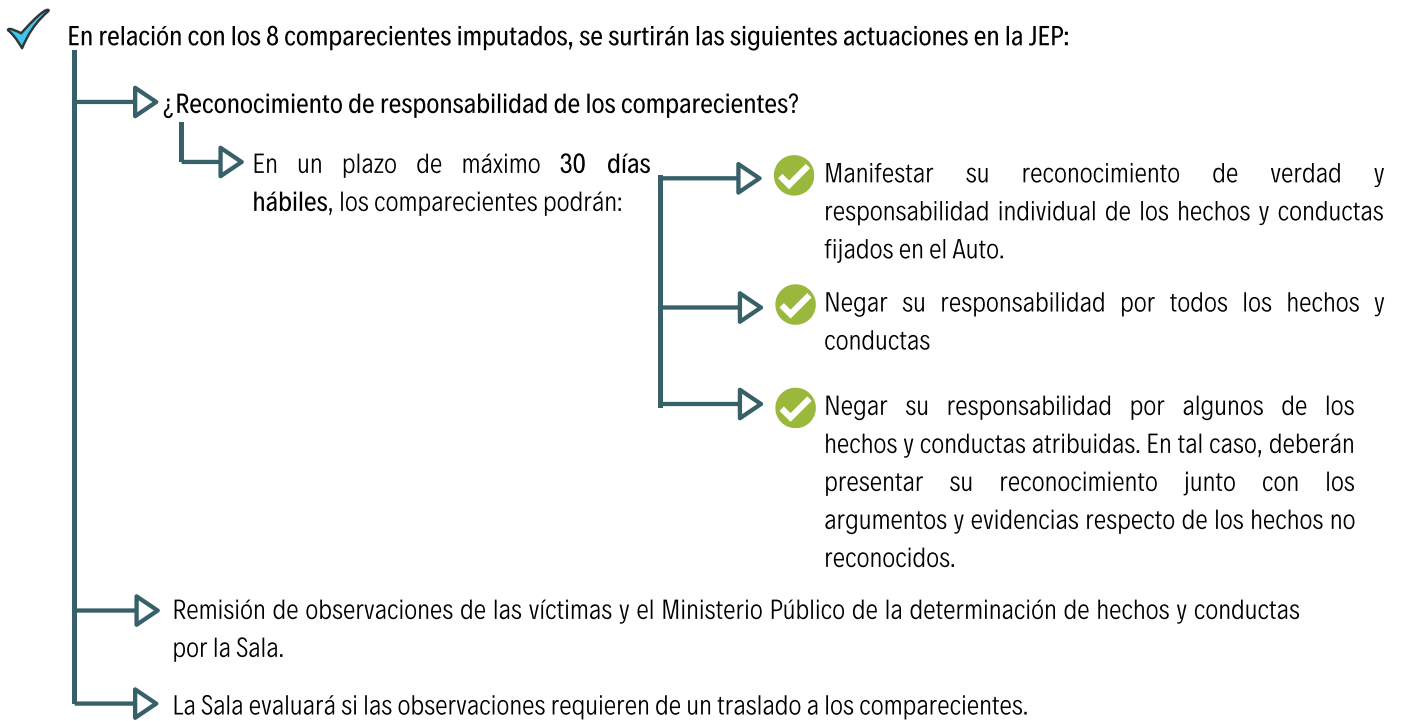 En relación con los 8 comparecientes imputados, se surtirán las siguientes actuaciones en la JEP:
¿Reconocimiento de responsabilidad de los comparecientes?
En un plazo de máximo 30 días
hábiles, los comparecientes podrán:
Manifestar su reconocimiento de verdad y
responsabilidad individual de los hechos y conductas
fijados en el Auto.
Negar su responsabilidad por todos los hechos y
conductas
Negar su responsabilidad por algunos de los
hechos y conductas atribuidas. En tal caso, deberán
presentar su reconocimiento junto con los
argumentos y evidencias respecto de los hechos no
reconocidos.
Remisión de observaciones de las víctimas y el Ministerio Público de la determinación de hechos y conductas
por la Sala.
La Sala evaluará si las observaciones requieren de un traslado a los comparecientes.